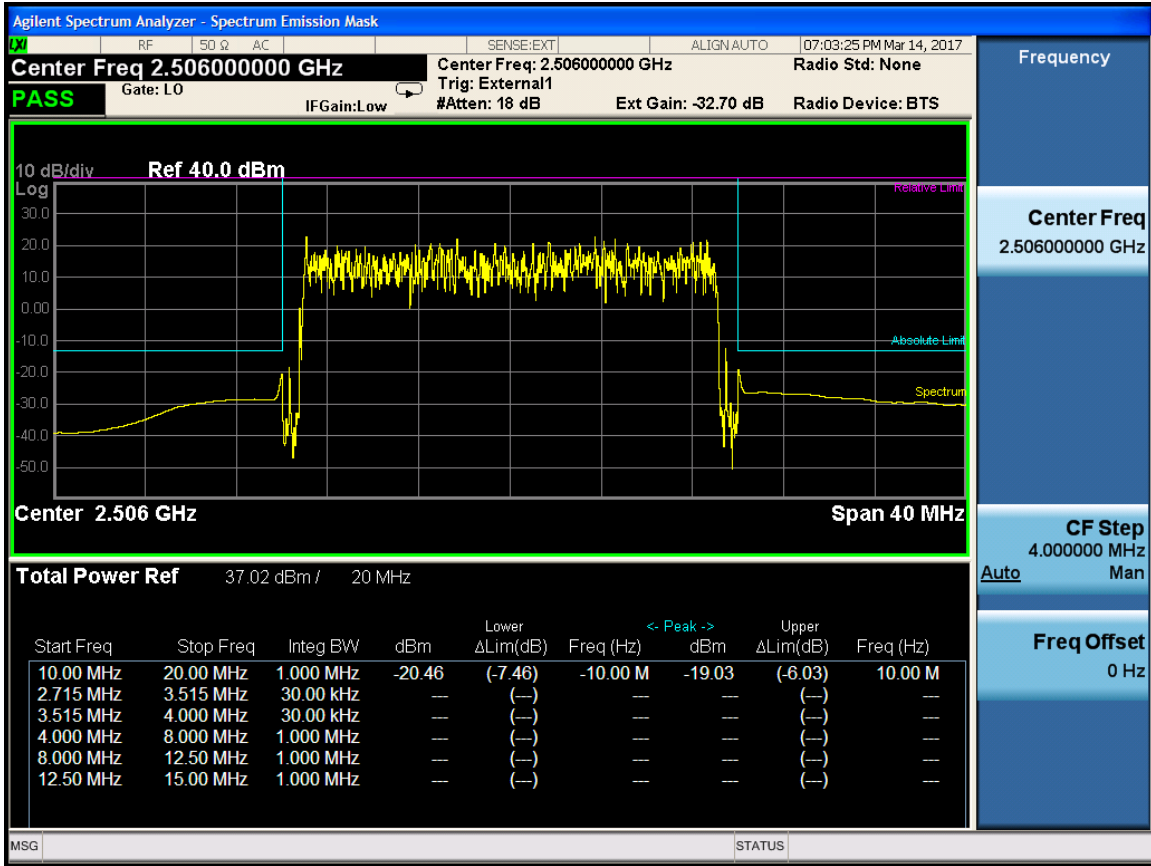 Agilent Spectrum Analyzer - Spectrum Emission Mask
LXI RF 50 Ω AC SENSE:EXT ALIGN AUTO 07:03:25 PM Mar 14, 2017
Center Freq 2.506000000 GHz Center Freq: 2.506000000 GHz Radio Std: None
PASS Gate: LO Trig: External1
IFGain:Low #Atten: 18 dB Ext Gain: -32.70 dB Radio Device: BTS
10 dB/div Ref 40.0 dBm
Log
Relative Limit
30.0
20.0
10.0
0.00
-10.0
Absolute Limit
-20.0
Spectrum
-30.0
-40.0
-50.0
Center 2.506 GHz Span 40 MHz
Total Power Ref 37.02 dBm / 20 MHz
Lower <- Peak -> Upper
Start Freq Stop Freq Integ BW dBm ΔLim(dB) Freq (Hz) dBm ΔLim(dB) Freq (Hz)
10.00 MHz 20.00 MHz 1.000 MHz -20.46 (-7.46) -10.00 M -19.03 (-6.03) 10.00 M
2.715 MHz 3.515 MHz 30.00 kHz --- (---) --- --- (---) ---
3.515 MHz 4.000 MHz 30.00 kHz --- (---) --- --- (---) ---
4.000 MHz 8.000 MHz 1.000 MHz --- (---) --- --- (---) ---
8.000 MHz 12.50 MHz 1.000 MHz --- (---) --- --- (---) ---
12.50 MHz 15.00 MHz 1.000 MHz --- (---) --- --- (---) ---
MSG STATUS
Frequency
Center Freq
2.506000000 GHz
CF Step
4.000000 MHz
Auto Man
Freq Offset
0 Hz